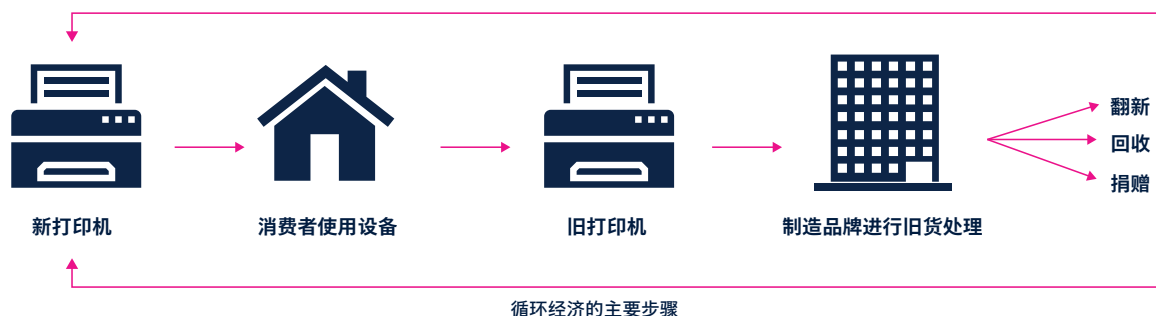 翻新
回收
捐赠
新打印机
消费者使用设备
旧打印机
制造品牌进行旧货处理
循环经济的主要步骤